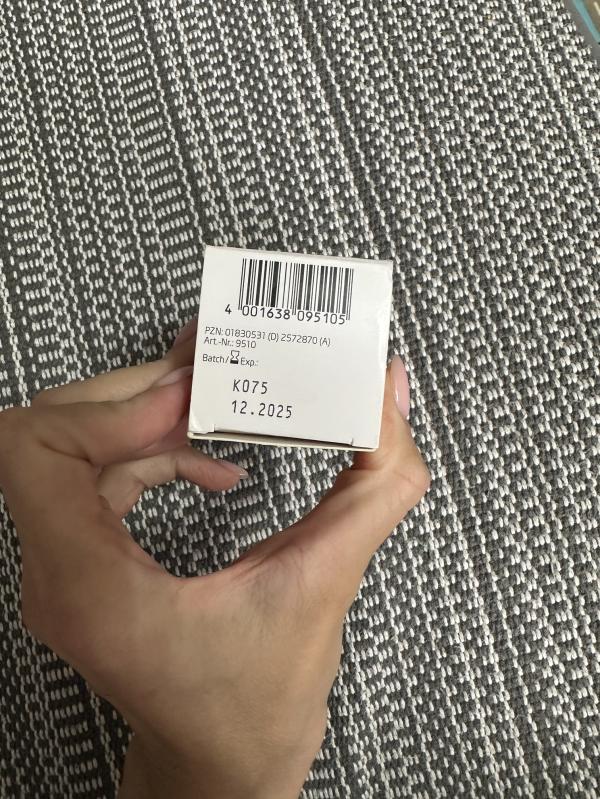 4 001638 095105
PZN: 01830531 (D) 2572870 (A)
Art.-Nr.: 9510
Batch/⌛Exp.:
K075
12.2025